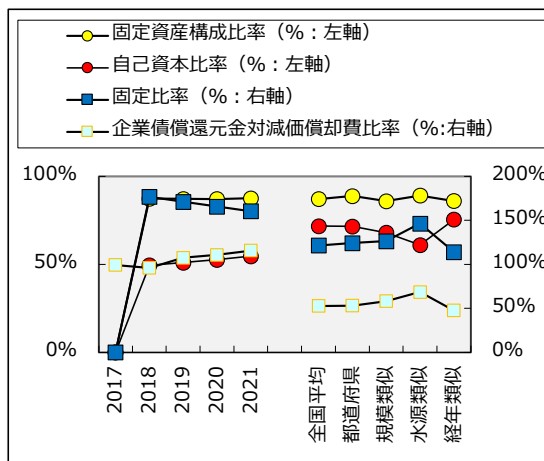 固定資産構成比率（%：左軸）
自己資本比率（%：左軸）
固定比率（%：右軸）
企業債償還元金対減価償却費比率（%:右軸）
100%
200%
150%
50%
100%
50%
0%
0%
2017
2018
2019
2020
2021
全国平均
都道府県
規模類似
水源類似
経年類似